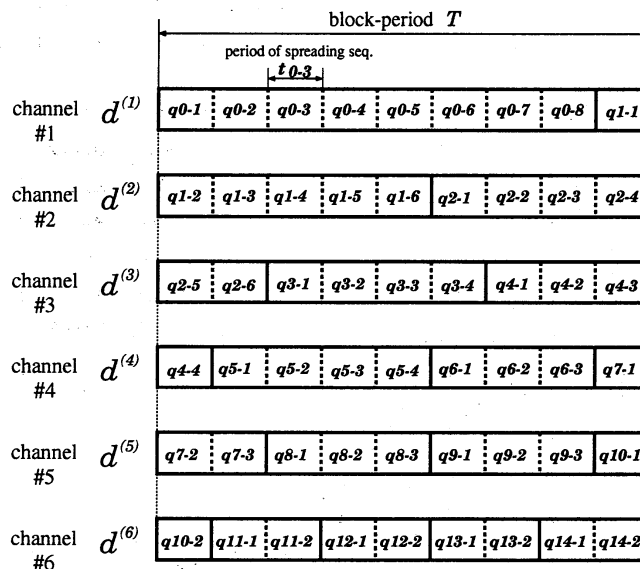 block-period T
period of spreading seq.
t 0-3
channel #1 d(1) q0-1 q0-2 q0-3 q0-4 q0-5 q0-6 q0-7 q0-8 q1-1
channel #2 d(2) q1-2 q1-3 q1-4 q1-5 q1-6 q2-1 q2-2 q2-3 q2-4
channel #3 d(3) q2-5 q2-6 q3-1 q3-2 q3-3 q3-4 q4-1 q4-2 q4-3
channel #4 d(4) q4-4 q5-1 q5-2 q5-3 q5-4 q6-1 q6-2 q6-3 q7-1
channel #5 d(5) q7-2 q7-3 q8-1 q8-2 q8-3 q9-1 q9-2 q9-3 q10-1
channel #6 d(6) q10-2 q11-1 q11-2 q12-1 q12-2 q13-1 q13-2 q14-1 q14-2